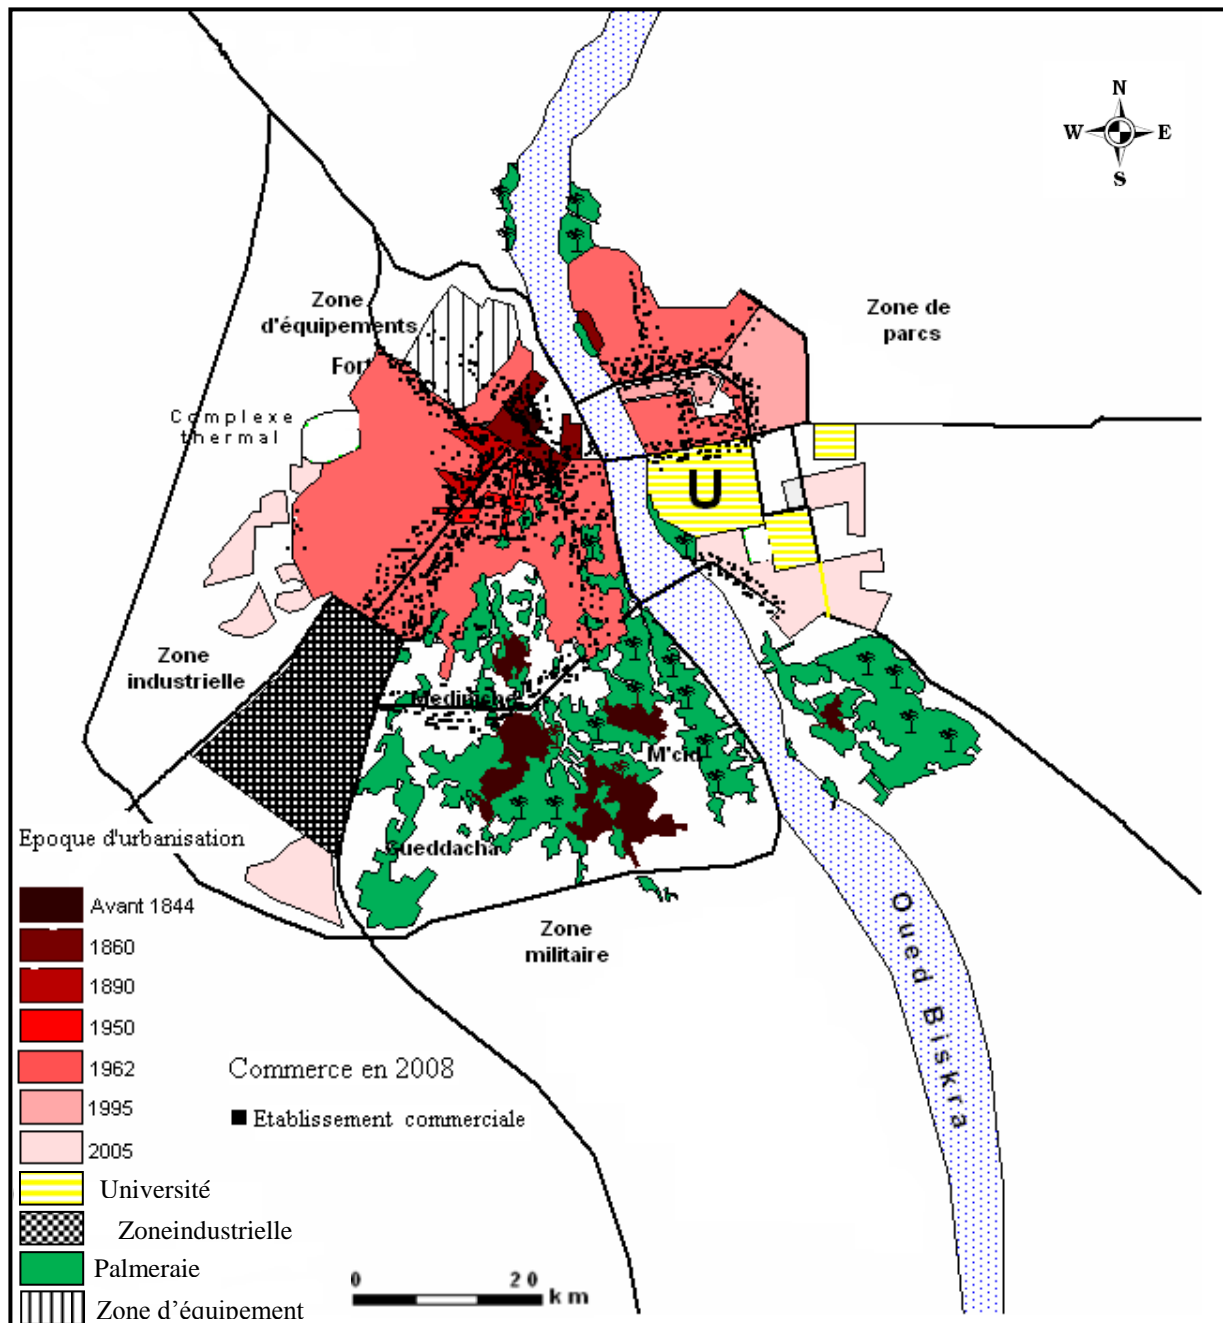 N
W E
S
Zone
d'équipements
Fort
Zone de
parcs
Complexe
thermal
U
Zone
industrielle
Medinicha
M'cid
Gueddacha
Zone
militaire
Oued Biskra
Epoque d'urbanisation
Avant 1844
1860
1890
1950
1962
1995
2005
Université
Zoneindustrielle
Palmeraie
Zone d'équipement
Commerce en 2008
Etablissement commerciale
0 20
km